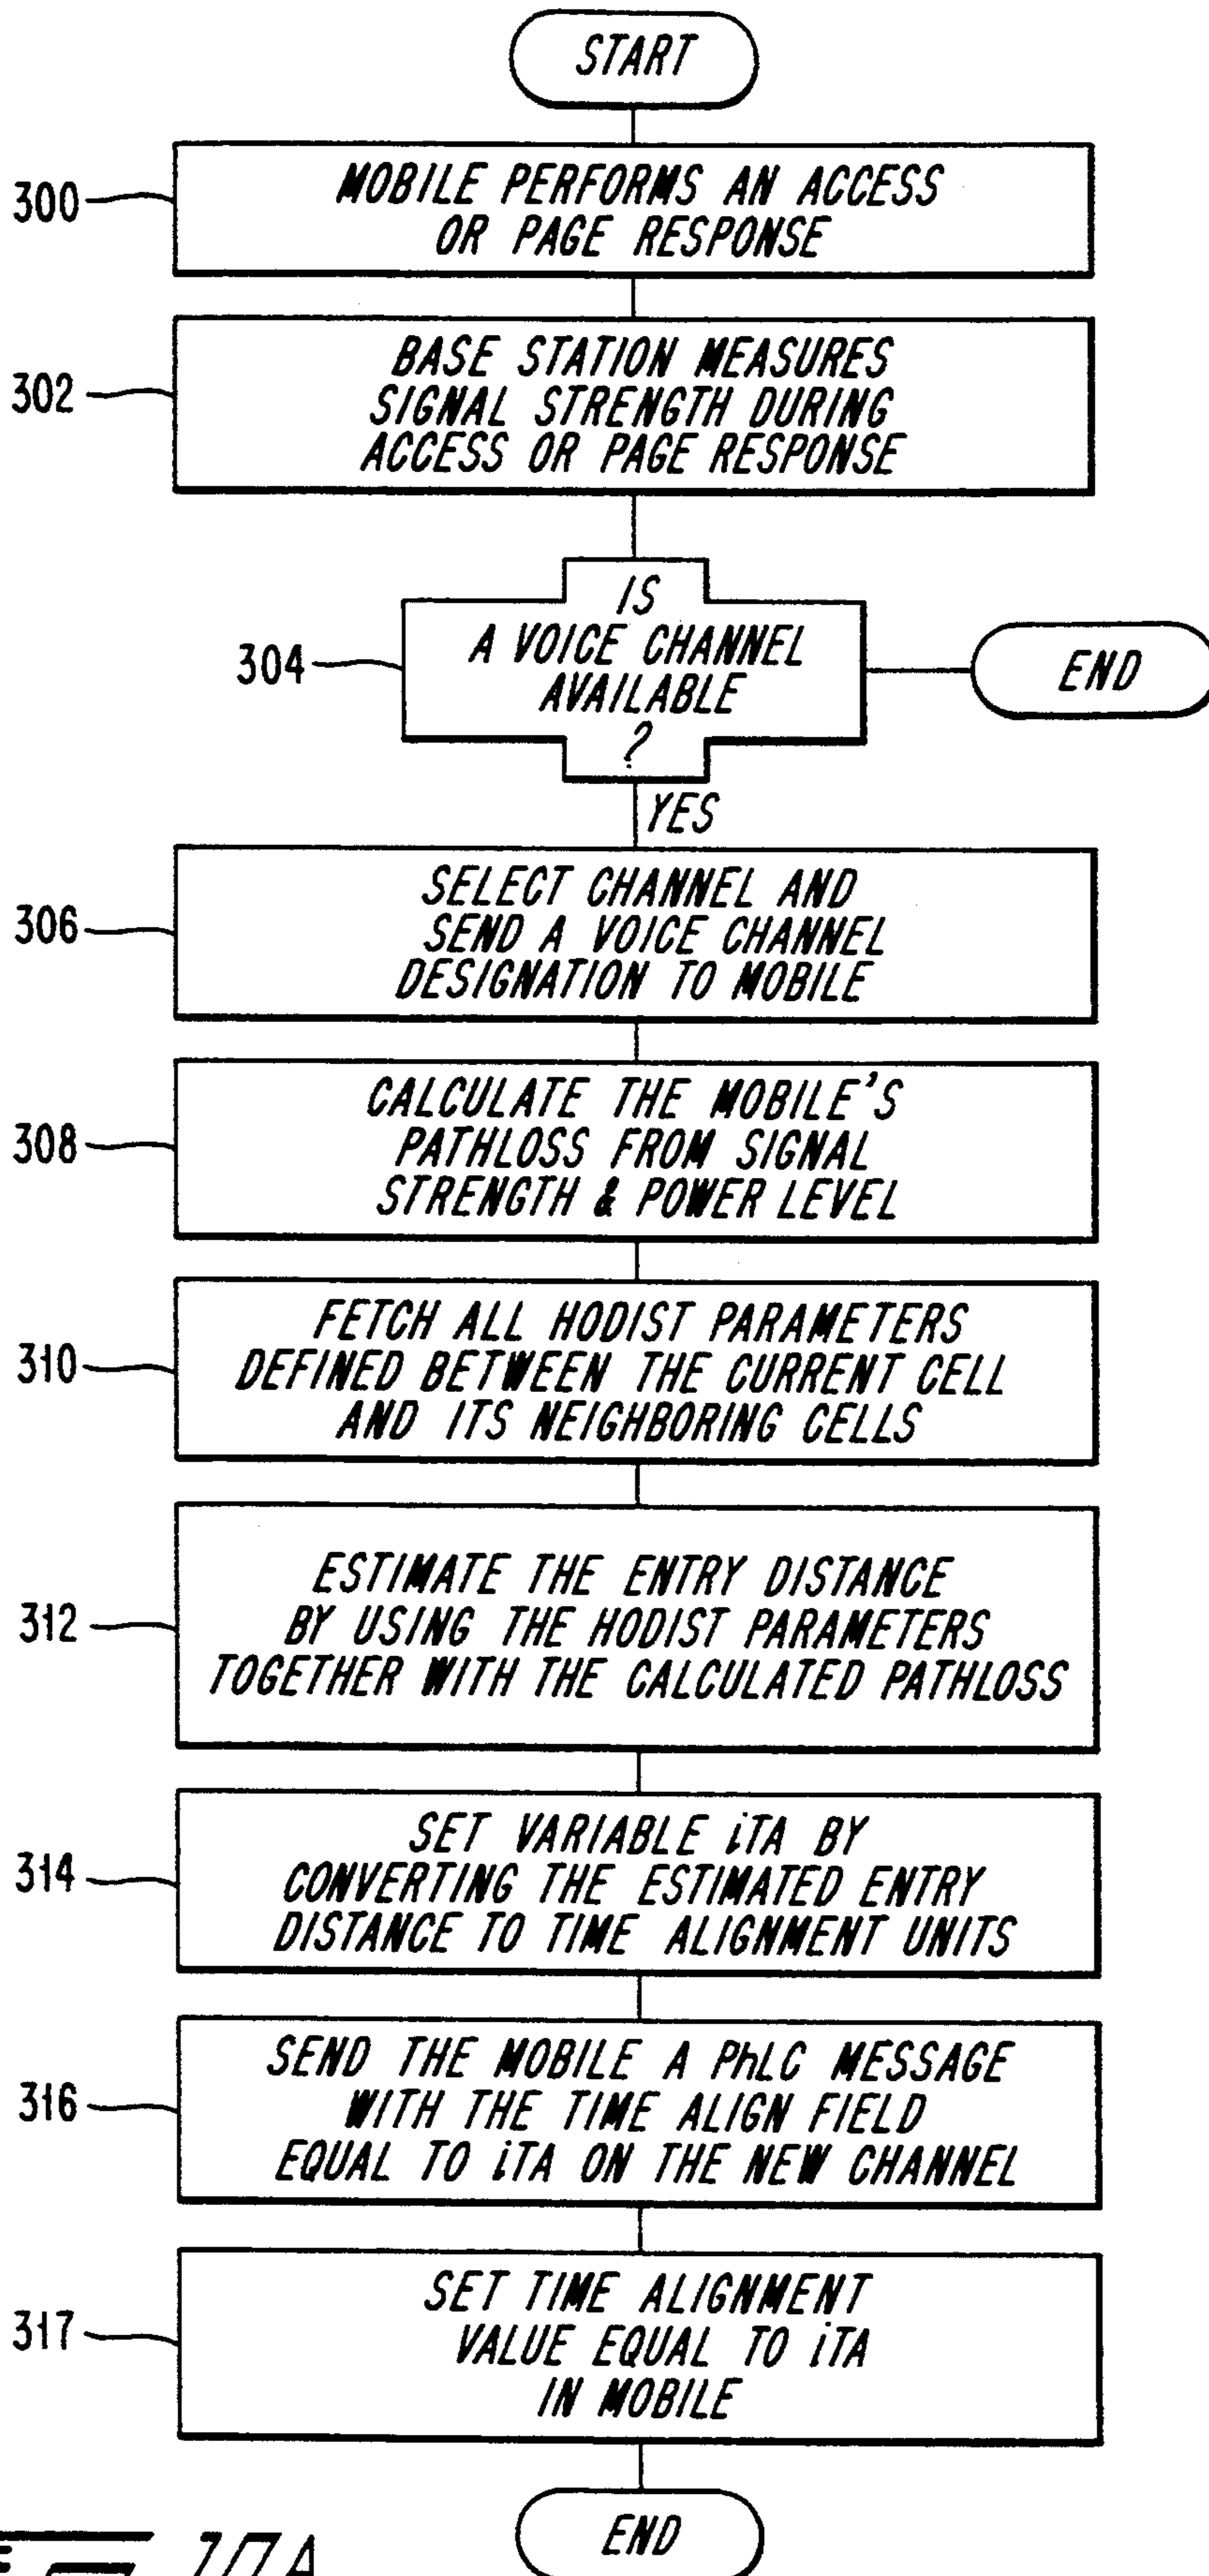 START
300
MOBILE PERFORMS AN ACCESS
OR PAGE RESPONSE
302
BASE STATION MEASURES
SIGNAL STRENGTH DURING
ACCESS OR PAGE RESPONSE
304
IS
A VOICE CHANNEL
AVAILABLE
?
END
YES
306
SELECT CHANNEL AND
SEND A VOICE CHANNEL
DESIGNATION TO MOBILE
308
CALCULATE THE MOBILE'S
PATHLOSS FROM SIGNAL
STRENGTH & POWER LEVEL
310
FETCH ALL HODIST PARAMETERS
DEFINED BETWEEN THE CURRENT CELL
AND ITS NEIGHBORING CELLS
312
ESTIMATE THE ENTRY DISTANCE
BY USING THE HODIST PARAMETERS
TOGETHER WITH THE CALCULATED PATHLOSS
314
SET VARIABLE iTA BY
CONVERTING THE ESTIMATED ENTRY
DISTANCE TO TIME ALIGNMENT UNITS
316
SEND THE MOBILE A PhLC MESSAGE
WITH THE TIME ALIGN FIELD
EQUAL TO iTA ON THE NEW CHANNEL
317
SET TIME ALIGNMENT
VALUE EQUAL TO iTA
IN MOBILE
END